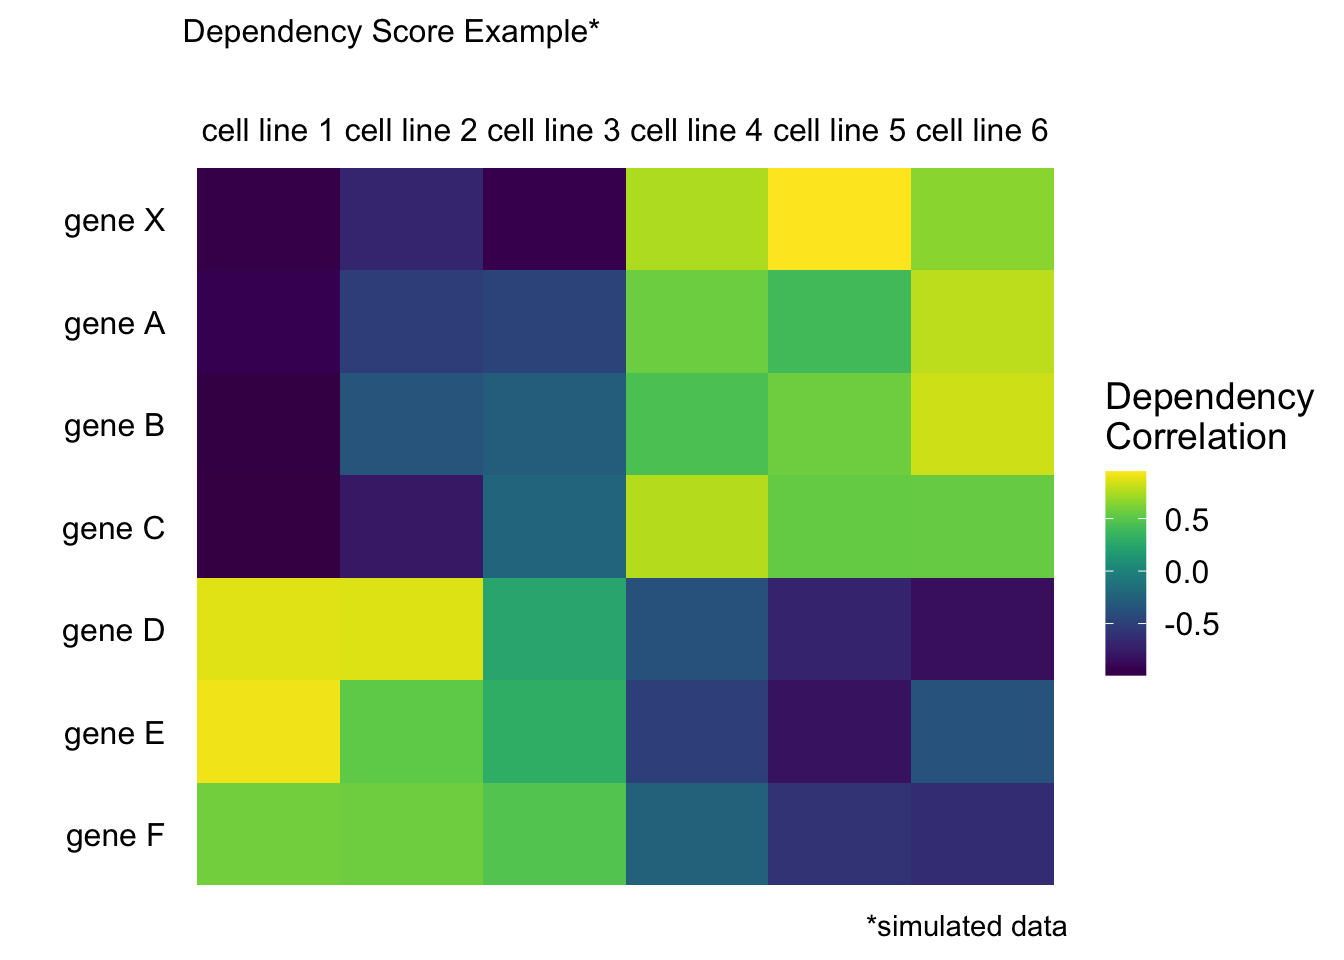 Dependency Score Example*
cell line 1 cell line 2 cell line 3 cell line 4 cell line 5 cell line 6
gene X
gene A
gene B
gene C
gene D
gene E
gene F
Dependency
Correlation
0.5
0.0
-0.5
*simulated data